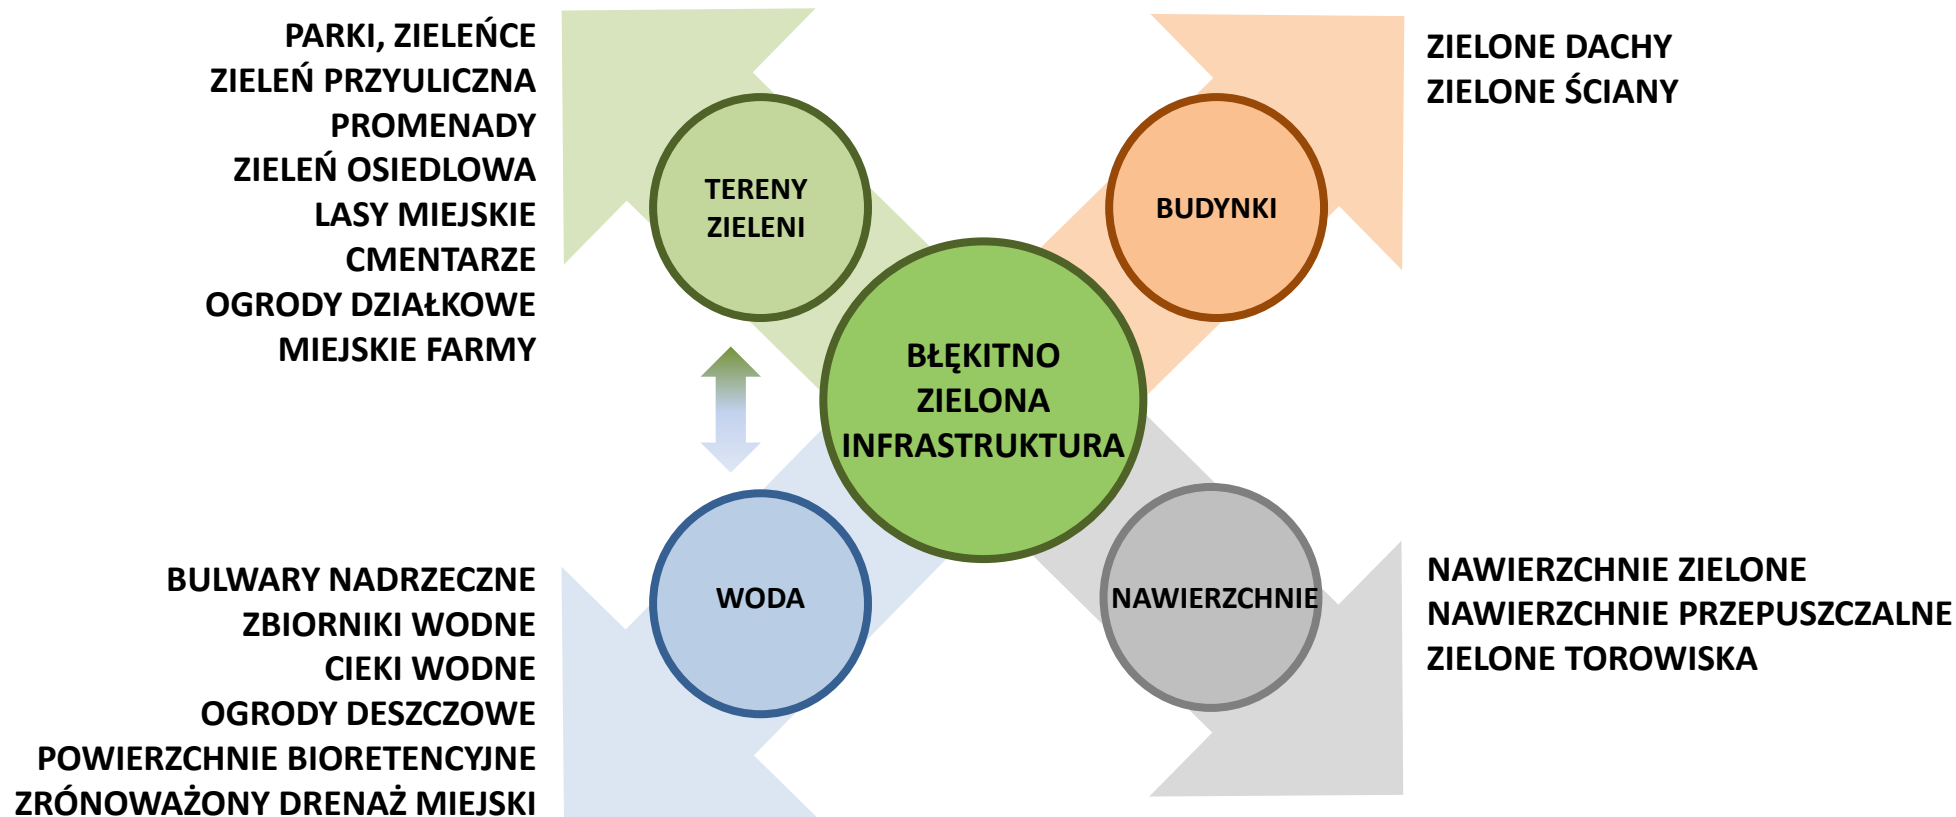 PARKI, ZIELEŃCE
ZIELEŃ PRZYULICZNA
PROMENADY
ZIELEŃ OSIEDLOWA
LASY MIEJSKIE
CMENTARZE
OGRODY DZIAŁKOWE
MIEJSKIE FARMY
TERENY
ZIELENI
BUDYNKI
ZIELONE DACHY
ZIELONE ŚCIANY
BŁĘKITNO
ZIELONA
INFRASTRUKTURA
BULWARY NADRZECZNE
ZBIORNIKI WODNE
CIEKI WODNE
OGRODY DESZCZOWE
POWIERZCHNIE BIORETENCYJNE
ZRÓNOWAŻONY DRENAŻ MIEJSKI
WODA
NAWIERZCHNIE
NAWIERZCHNIE ZIELONE
NAWIERZCHNIE PRZEPUSZCZALNE
ZIELONE TOROWISKA